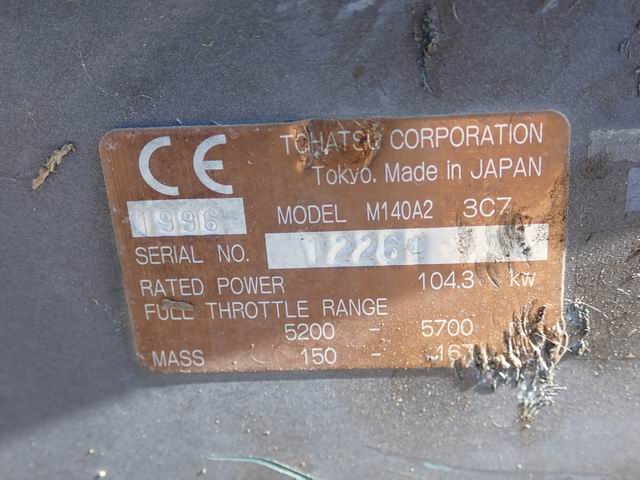 CE TOHATSU CORPORATION
Tokyo, Made in JAPAN
1996 MODEL M140A2 3C7
SERIAL NO.
RATED POWER 104.3 kw
FULL THROTTLE RANGE
5200 - 5700
MASS 150 - 167